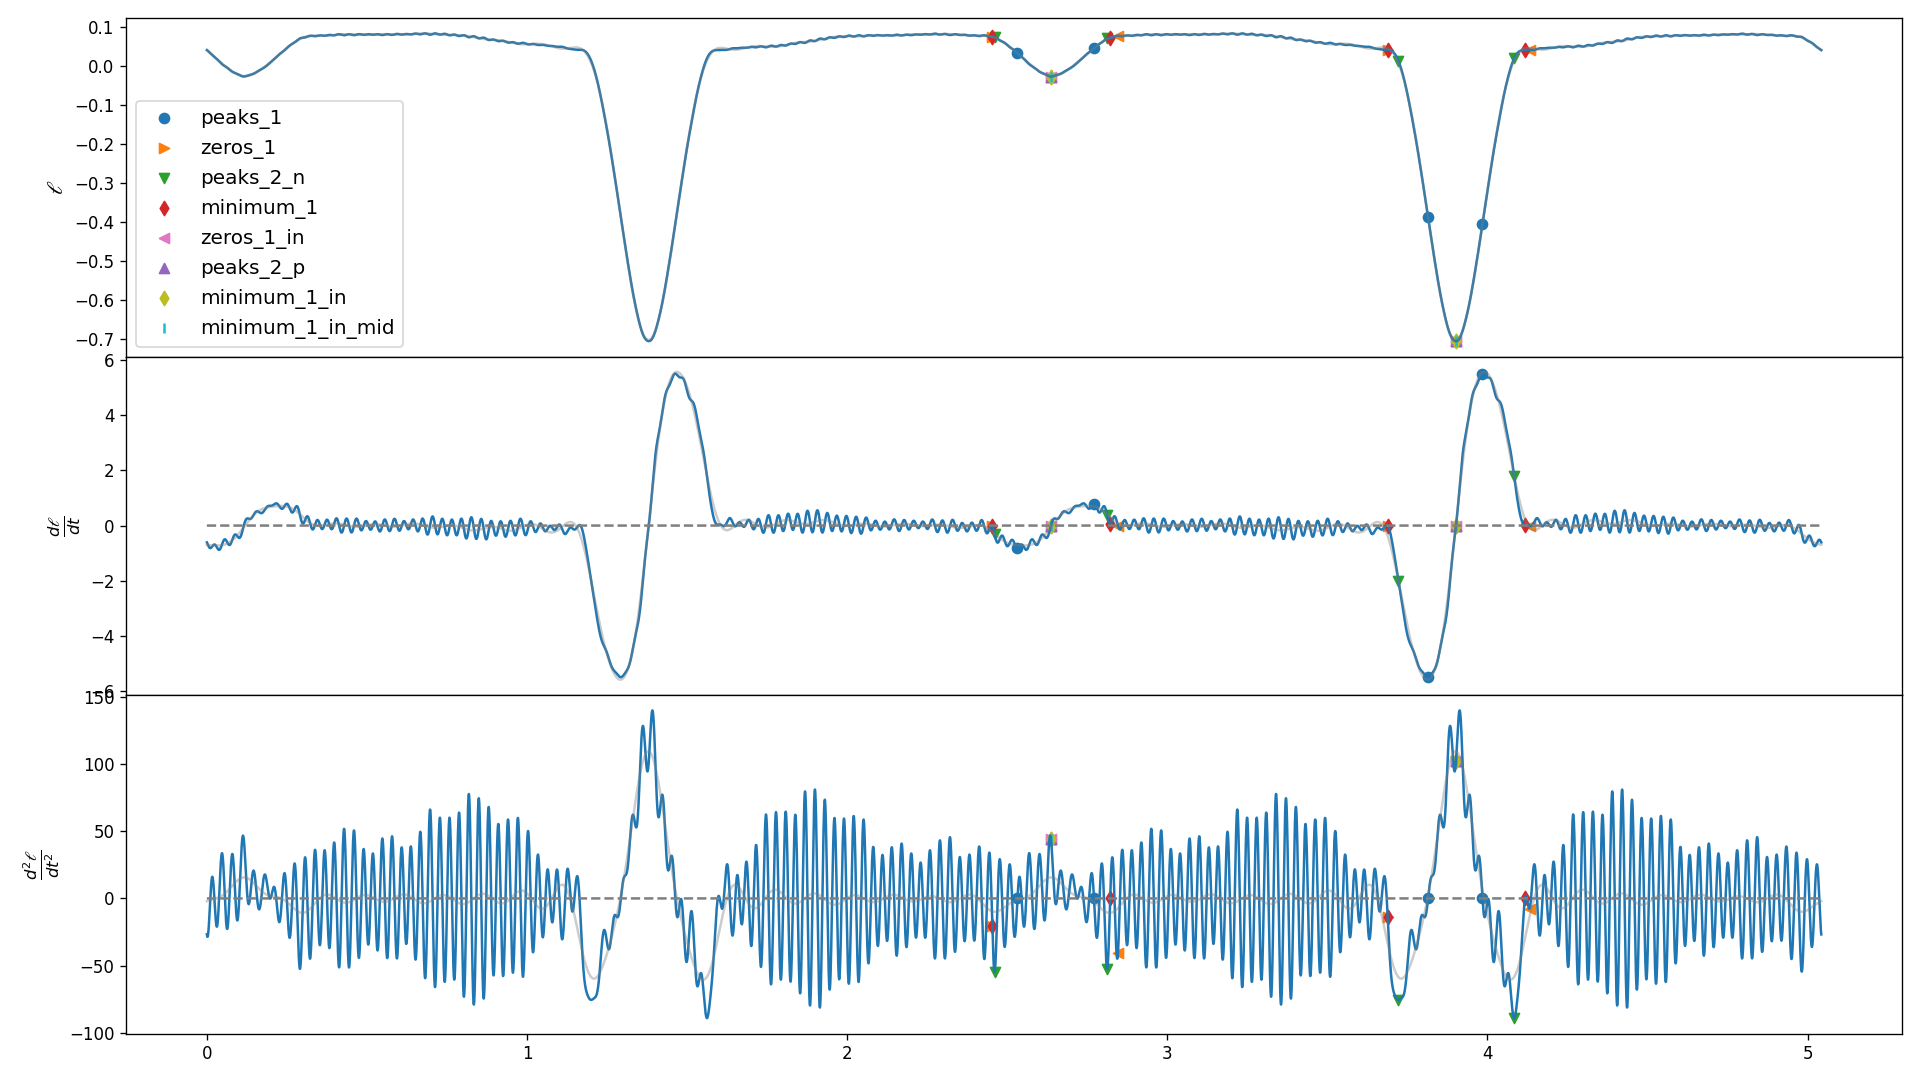 0.1
0.0
−0.1
−0.2
−0.3
−0.4
−0.5
−0.6
−0.7
ℓ
peaks_1
zeros_1
peaks_2_n
minimum_1
zeros_1_in
peaks_2_p
minimum_1_in
minimum_1_in_mid
6
4
2
0
−2
−4
−6
dℓ
dt
150
100
50
0
−50
−100
d²ℓ
dt²
0 1 2 3 4 5